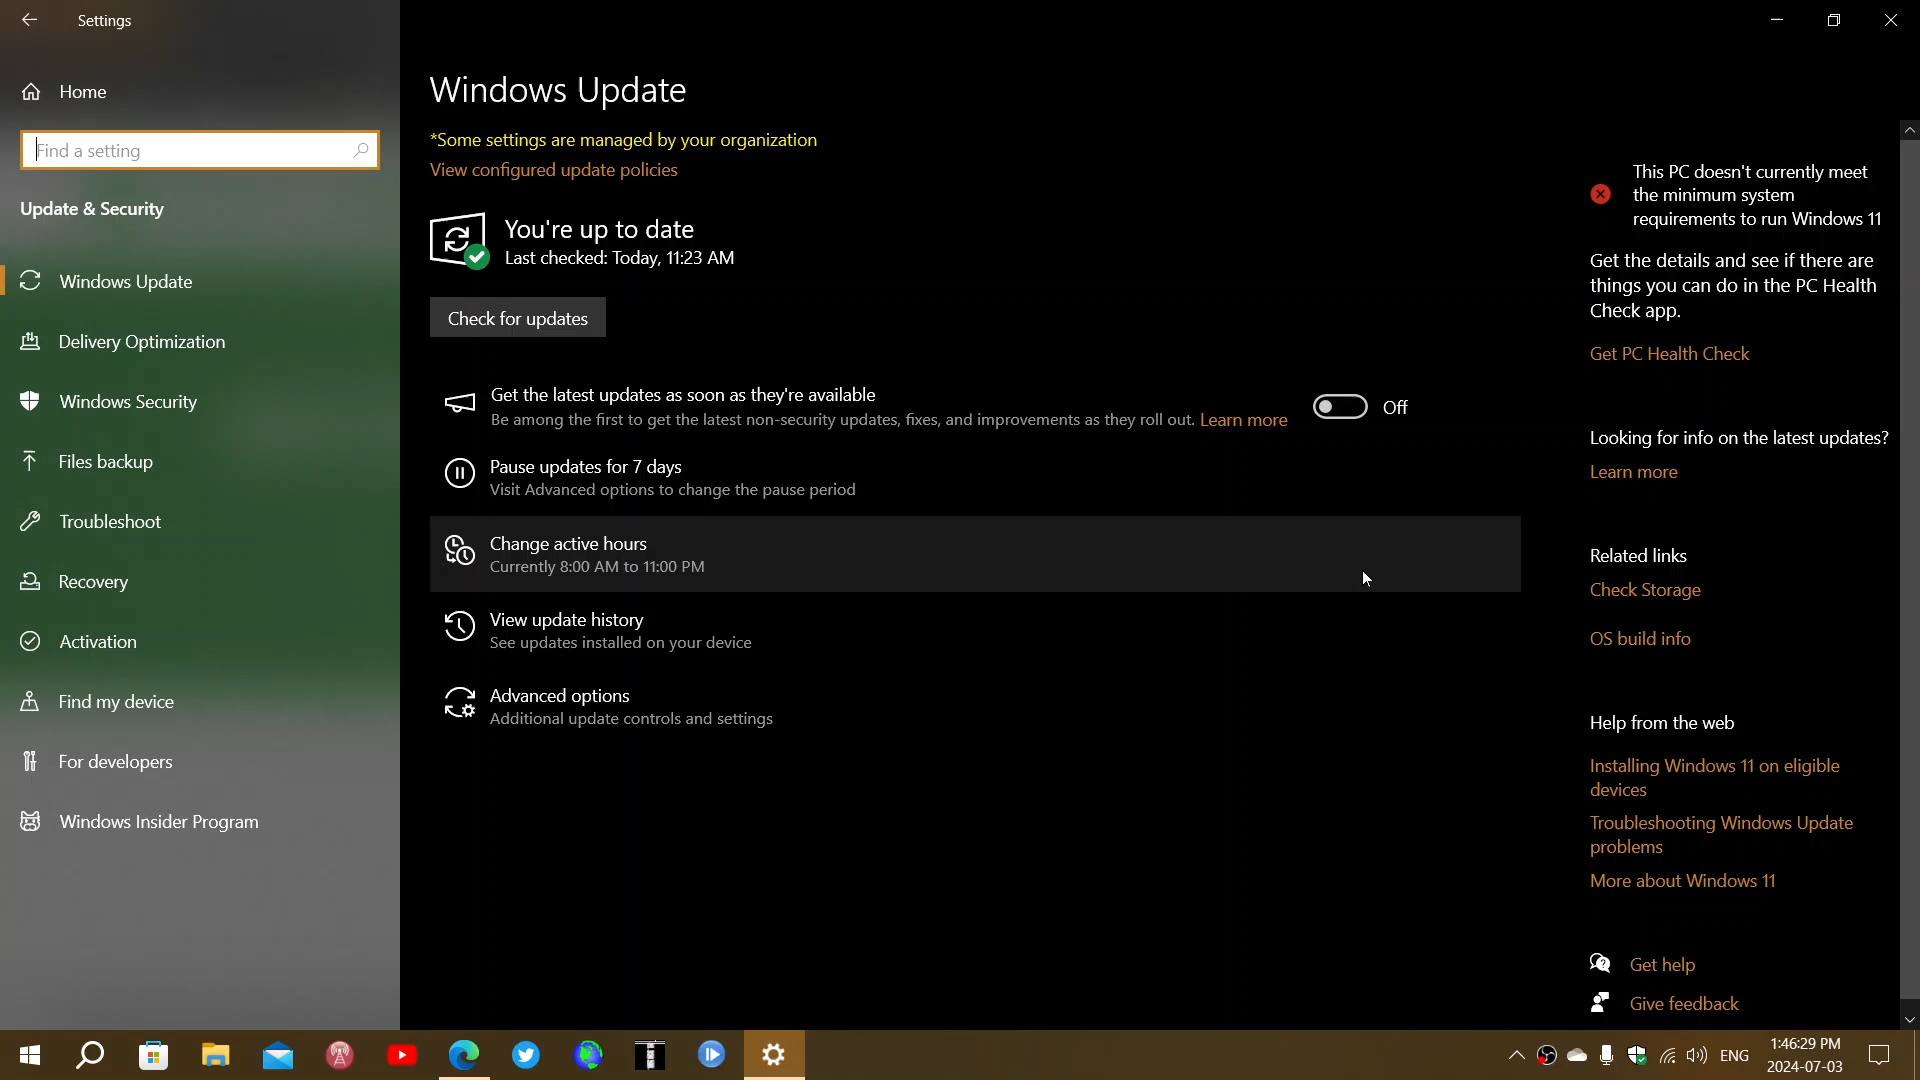 Settings
Home
Find a setting
Update & Security
Windows Update
Delivery Optimization
Windows Security
Files backup
Troubleshoot
Recovery
Activation
Find my device
For developers
Windows Insider Program
Windows Update
*Some settings are managed by your organization
View configured update policies
You're up to date
Last checked: Today, 11:23 AM
Check for updates
Get the latest updates as soon as they're available
Be among the first to get the latest non-security updates, fixes, and improvements as they roll out. Learn more
Off
Pause updates for 7 days
Visit Advanced options to change the pause period
Change active hours
Currently 8:00 AM to 11:00 PM
View update history
See updates installed on your device
Advanced options
Additional update controls and settings
This PC doesn't currently meet
the minimum system
requirements to run Windows 11
Get the details and see if there are
things you can do in the PC Health
Check app.
Get PC Health Check
Looking for info on the latest updates?
Learn more
Related links
Check Storage
OS build info
Help from the web
Installing Windows 11 on eligible
devices
Troubleshooting Windows Update
problems
More about Windows 11
Get help
Give feedback
ENG
1:46:29 PM
2024-07-03